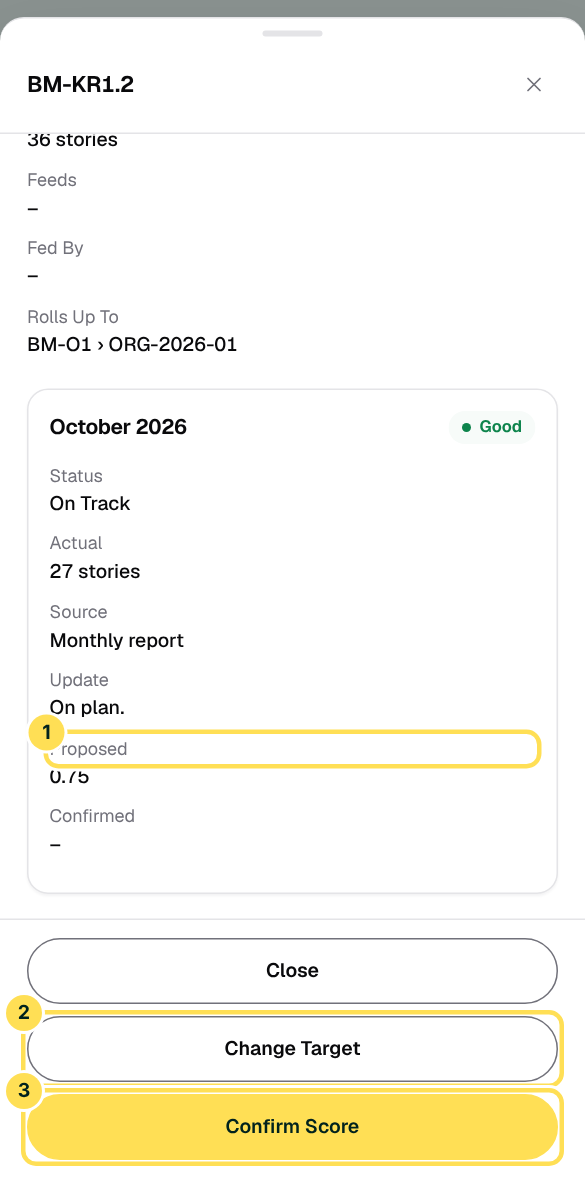 BM-KR1.2
36 stories
Feeds
–
Fed By
–
Rolls Up To
BM-O1 › ORG-2026-01
October 2026
Good
Status
On Track
Actual
27 stories
Source
Monthly report
Update
On plan.
1
Proposed
0.75
Confirmed
–
Close
2
Change Target
3
Confirm Score